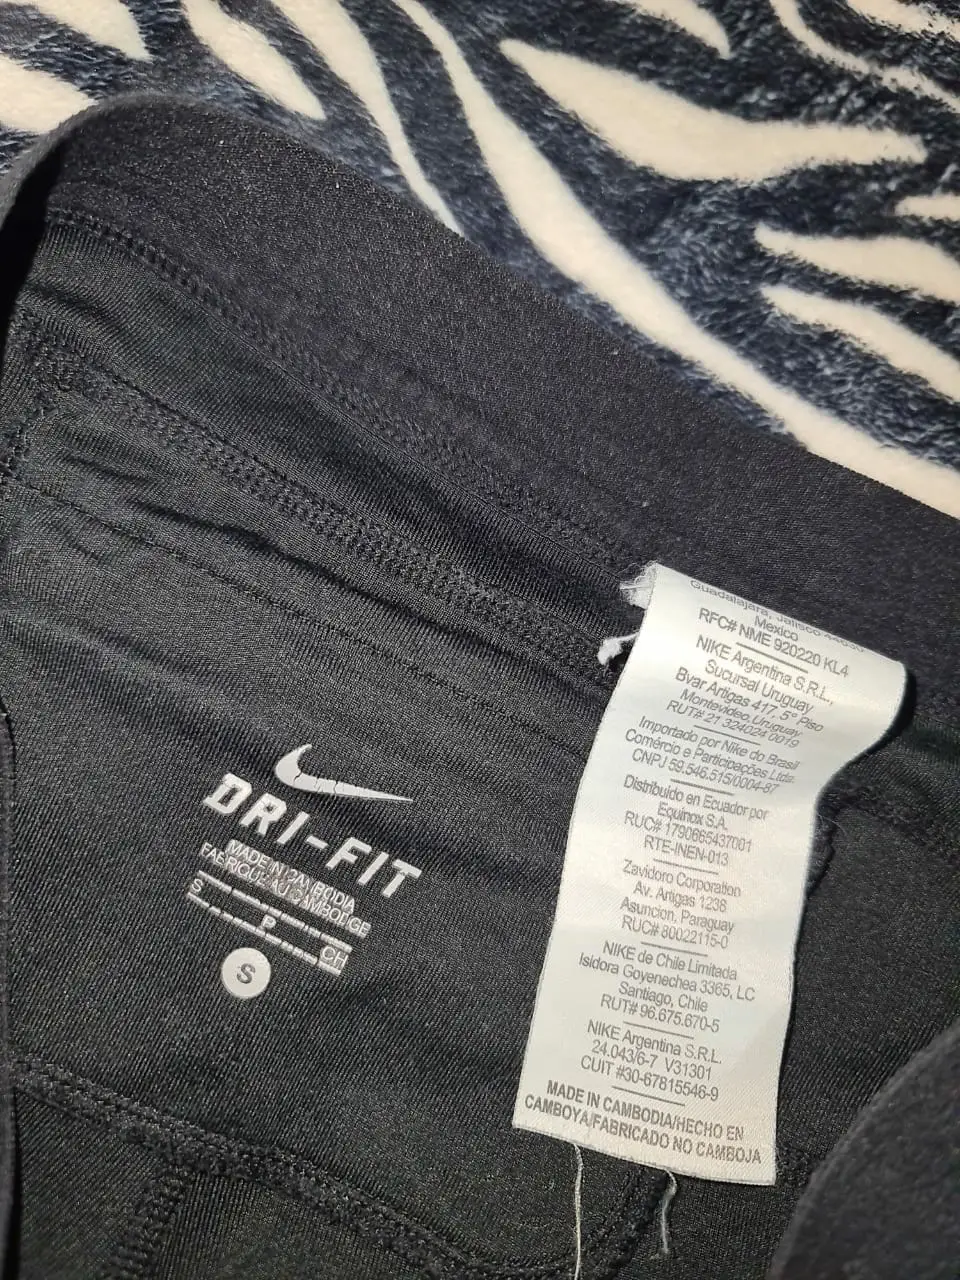 DRI-FIT
MADE IN CAMBODIA
FABRIQUÉ AU CAMBODGE
S
P
CH
S
Guadalajara, Jalisco
Mexico
RFC# NME 920220 KL4
NIKE Argentina S.R.L.,
Sucursal Uruguay
Bvar Artigas 417, 5° Piso
Montevideo, Uruguay
RUT# 21 324024 0019
Importado por Nike do Brasil
Comércio e Participações Ltda.
CNPJ 59.546.515/0004-87
Distribuido en Ecuador por
Equinox S.A.
RUC# 1790665437001
RTE-INEN-013
Zavidoro Corporation
Av. Artigas 1236
Asuncion, Paraguay
RUC# 80022115-0
NIKE de Chile Limitada
Isidora Goyenechea 3365, LC
Santiago, Chile
RUT# 96.675.670-5
NIKE Argentina S.R.L.
24.043/6-7 V31301
CUIT #30-67815546-9
MADE IN CAMBODIA/HECHO EN
CAMBOYA/FABRICADO NO CAMBOJA